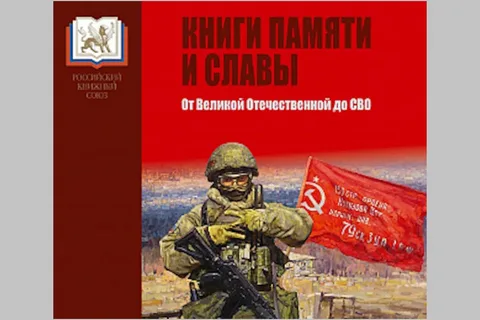 РОССИЙСКИЙ
КНИЖНЫЙ
СОЮЗ
КНИГИ ПАМЯТИ
И СЛАВЫ
От Великой Отечественной до СВО